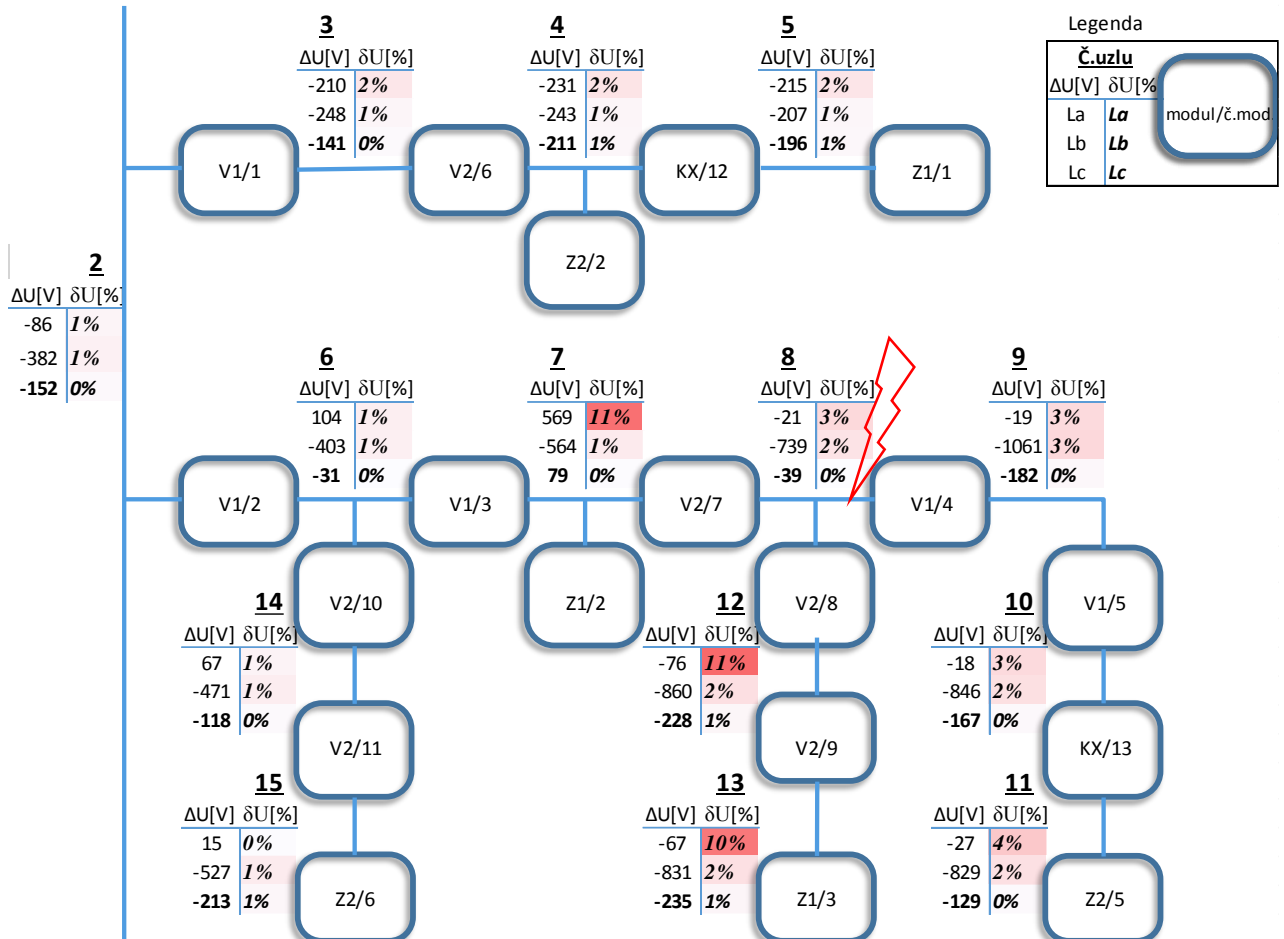 3
ΔU[V] δU[%]
-210 2%
-248 1%
-141 0%
4
ΔU[V] δU[%]
-231 2%
-243 1%
-211 1%
5
ΔU[V] δU[%]
-215 2%
-207 1%
-196 1%
Legenda
Č.uzlu
ΔU[V] δU[%
La La
Lb Lb
Lc Lc
modul/č.mod.
V1/1
V2/6
KX/12
Z1/1
Z2/2
2
ΔU[V] δU[%]
-86 1%
-382 1%
-152 0%
6
ΔU[V] δU[%]
104 1%
-403 1%
-31 0%
7
ΔU[V] δU[%]
569 11%
-564 1%
79 0%
8
ΔU[V] δU[%]
-21 3%
-739 2%
-39 0%
9
ΔU[V] δU[%]
-19 3%
-1061 3%
-182 0%
V1/2
V1/3
V2/7
V1/4
V2/10
Z1/2
V2/8
V1/5
14
ΔU[V] δU[%]
67 1%
-471 1%
-118 0%
12
ΔU[V] δU[%]
-76 11%
-860 2%
-228 1%
10
ΔU[V] δU[%]
-18 3%
-846 2%
-167 0%
V2/11
V2/9
KX/13
15
ΔU[V] δU[%]
15 0%
-527 1%
-213 1%
13
ΔU[V] δU[%]
-67 10%
-831 2%
-235 1%
11
ΔU[V] δU[%]
-27 4%
-829 2%
-129 0%
Z2/6
Z1/3
Z2/5